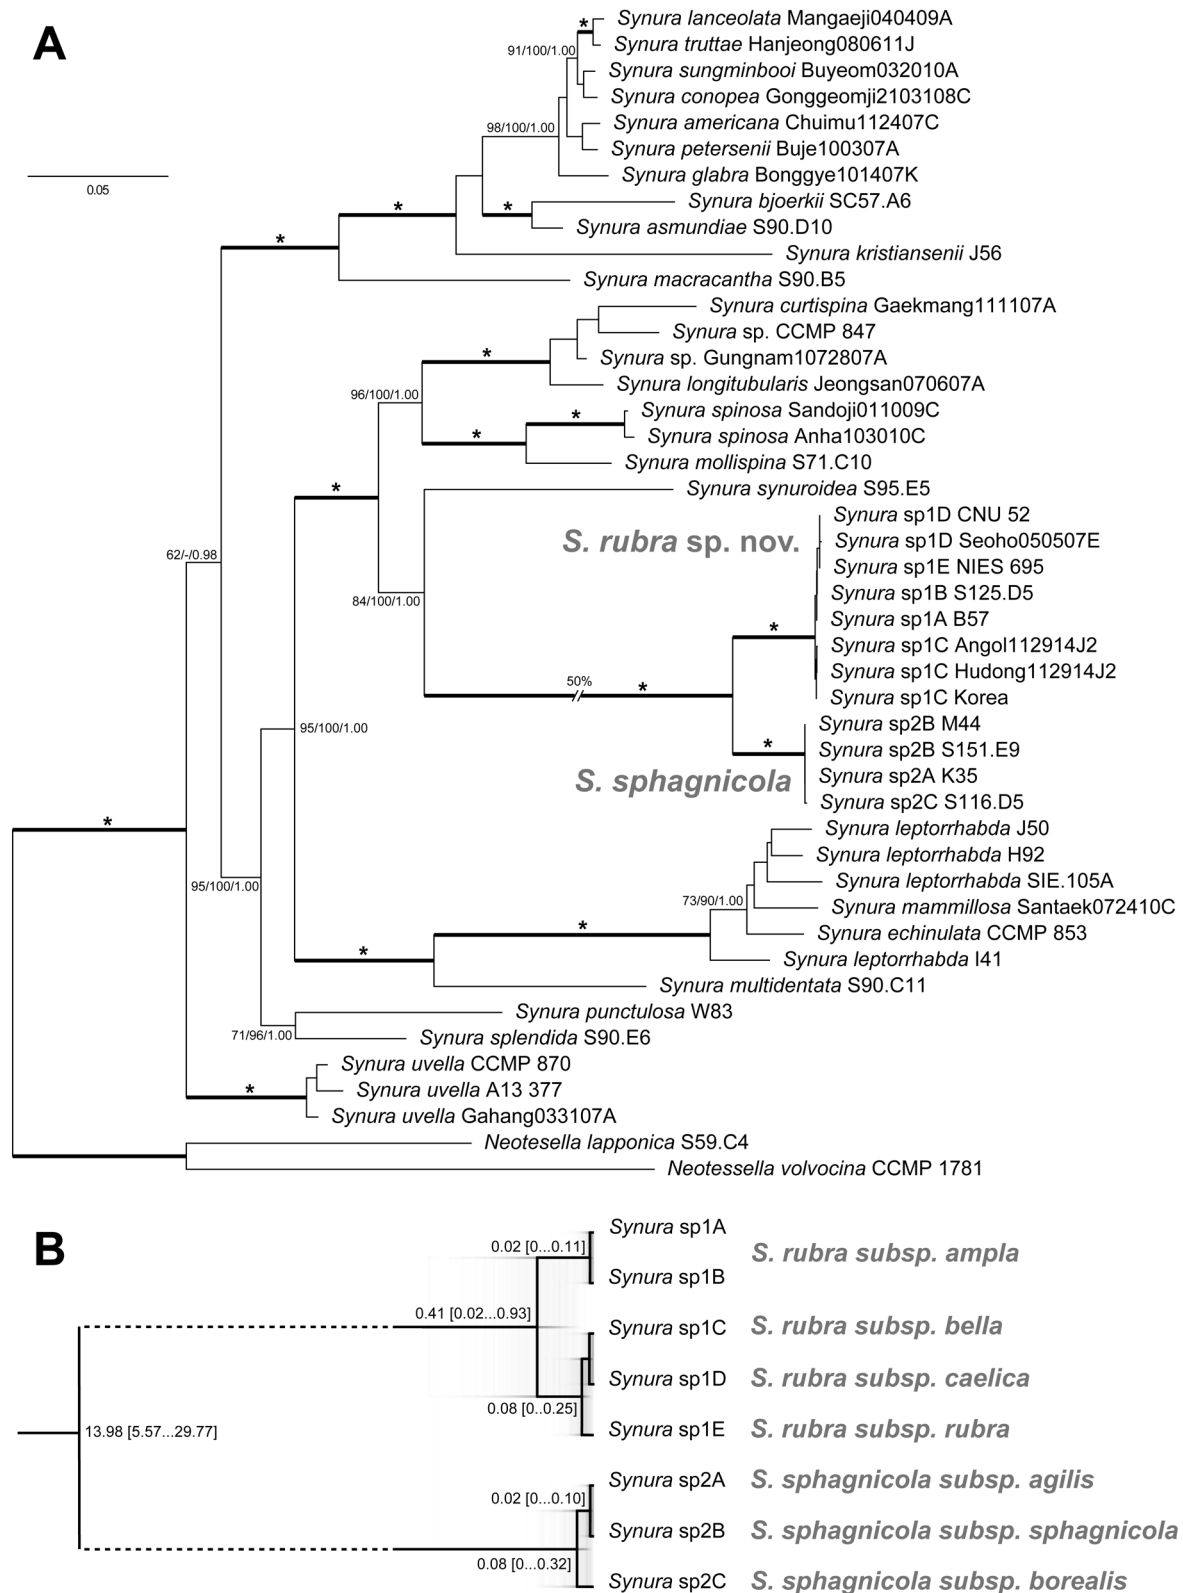 A
Synura lanceolata Mangaeji040409A
*
Synura truttae Hanjeong080611J
91/100/1.00
Synura sungminbooi Buyeom032010A
Synura conopea Gonggeomji2103108C
Synura americana Chuimu112407C
98/100/1.00
Synura petersenii Buje100307A
Synura glabra Bonggye101407K
0.05
Synura bjoerkii SC57.A6
*
*
Synura asmundiae S90.D10
*
Synura kristiansenii J56
Synura macracantha S90.B5
Synura curtispina Gaekmang111107A
Synura sp. CCMP 847
*
Synura sp. Gungnam1072807A
Synura longitubularis Jeongsan070607A
96/100/1.00
Synura spinosa Sandoji011009C
*
*
Synura spinosa Anha103010C
Synura mollispina S71.C10
*
Synura synuroidea S95.E5
Synura sp1D CNU 52
S. rubra sp. nov.
Synura sp1D Seoho050507E
62/-/0.98
Synura sp1E NIES 695
Synura sp1B S125.D5
84/100/1.00
Synura sp1A B57
*
Synura sp1C Angol112914J2
Synura sp1C Hudong112914J2
50%
*
Synura sp1C Korea
Synura sp2B M44
95/100/1.00
*
Synura sp2B S151.E9
S. sphagnicola
Synura sp2A K35
Synura sp2C S116.D5
*
Synura leptorrhabda J50
Synura leptorrhabda H92
Synura leptorrhabda SIE.105A
95/100/1.00
73/90/1.00
Synura mammillosa Santaek072410C
*
Synura echinulata CCMP 853
*
Synura leptorrhabda I41
Synura multidentata S90.C11
Synura punctulosa W83
71/96/1.00
Synura splendida S90.E6
Synura uvella CCMP 870
*
Synura uvella A13 377
Synura uvella Gahang033107A
Neotesella lapponica S59.C4
Neotessella volvocina CCMP 1781
B
Synura sp1A
0.02 [0...0.11]
S. rubra subsp. ampla
Synura sp1B
0.41 [0.02...0.93]
Synura sp1C S. rubra subsp. bella
Synura sp1D S. rubra subsp. caelica
0.08 [0..0.25]
Synura sp1E S. rubra subsp. rubra
13.98 [5.57...29.77]
Synura sp2A S. sphagnicola subsp. agilis
0.02 [0...0.10]
Synura sp2B S. sphagnicola subsp. sphagnicola
0.08 [0...0.32]
Synura sp2C S. sphagnicola subsp. borealis